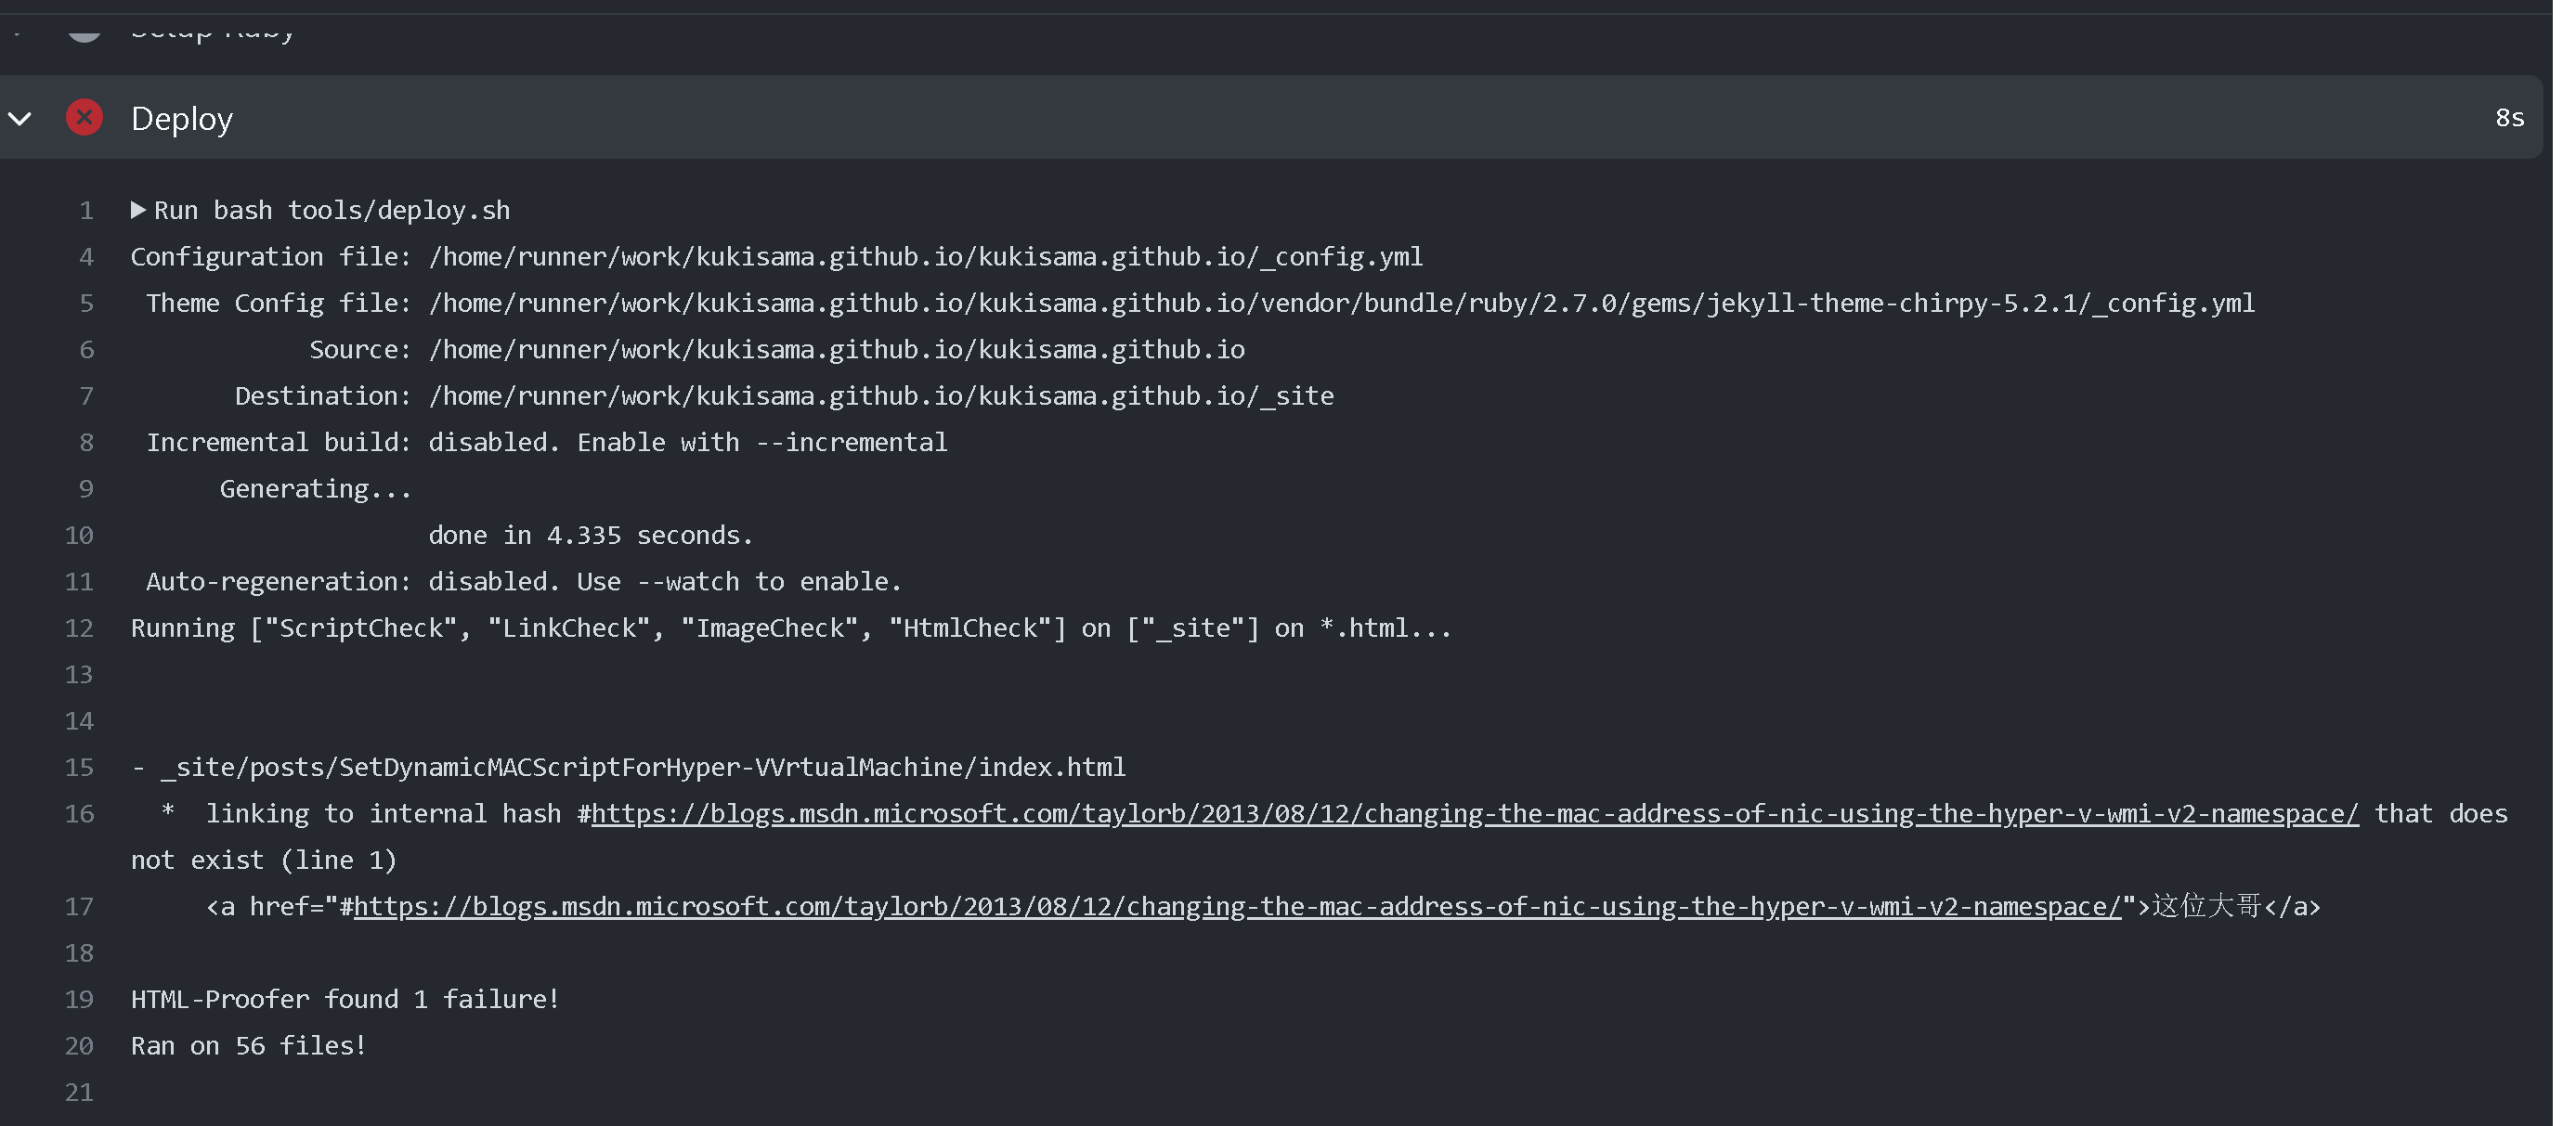 Setup Ruby
Deploy
8s
1 Run bash tools/deploy.sh
4 Configuration file: /home/runner/work/kukisama.github.io/kukisama.github.io/_config.yml
5 Theme Config file: /home/runner/work/kukisama.github.io/kukisama.github.io/vendor/bundle/ruby/2.7.0/gems/jekyll-theme-chirpy-5.2.1/_config.yml
6 Source: /home/runner/work/kukisama.github.io/kukisama.github.io
7 Destination: /home/runner/work/kukisama.github.io/kukisama.github.io/_site
8 Incremental build: disabled. Enable with --incremental
9 Generating...
10 done in 4.335 seconds.
11 Auto-regeneration: disabled. Use --watch to enable.
12 Running ["ScriptCheck", "LinkCheck", "ImageCheck", "HtmlCheck"] on ["_site"] on *.html...
13
14
15 - _site/posts/SetDynamicMACScriptForHyper-VVrtualMachine/index.html
16 * linking to internal hash #https://blogs.msdn.microsoft.com/taylorb/2013/08/12/changing-the-mac-address-of-nic-using-the-hyper-v-wmi-v2-namespace/ that does
not exist (line 1)
17 <a href="#https://blogs.msdn.microsoft.com/taylorb/2013/08/12/changing-the-mac-address-of-nic-using-the-hyper-v-wmi-v2-namespace/">这位大哥</a>
18
19 HTML-Proofer found 1 failure!
20 Ran on 56 files!
21